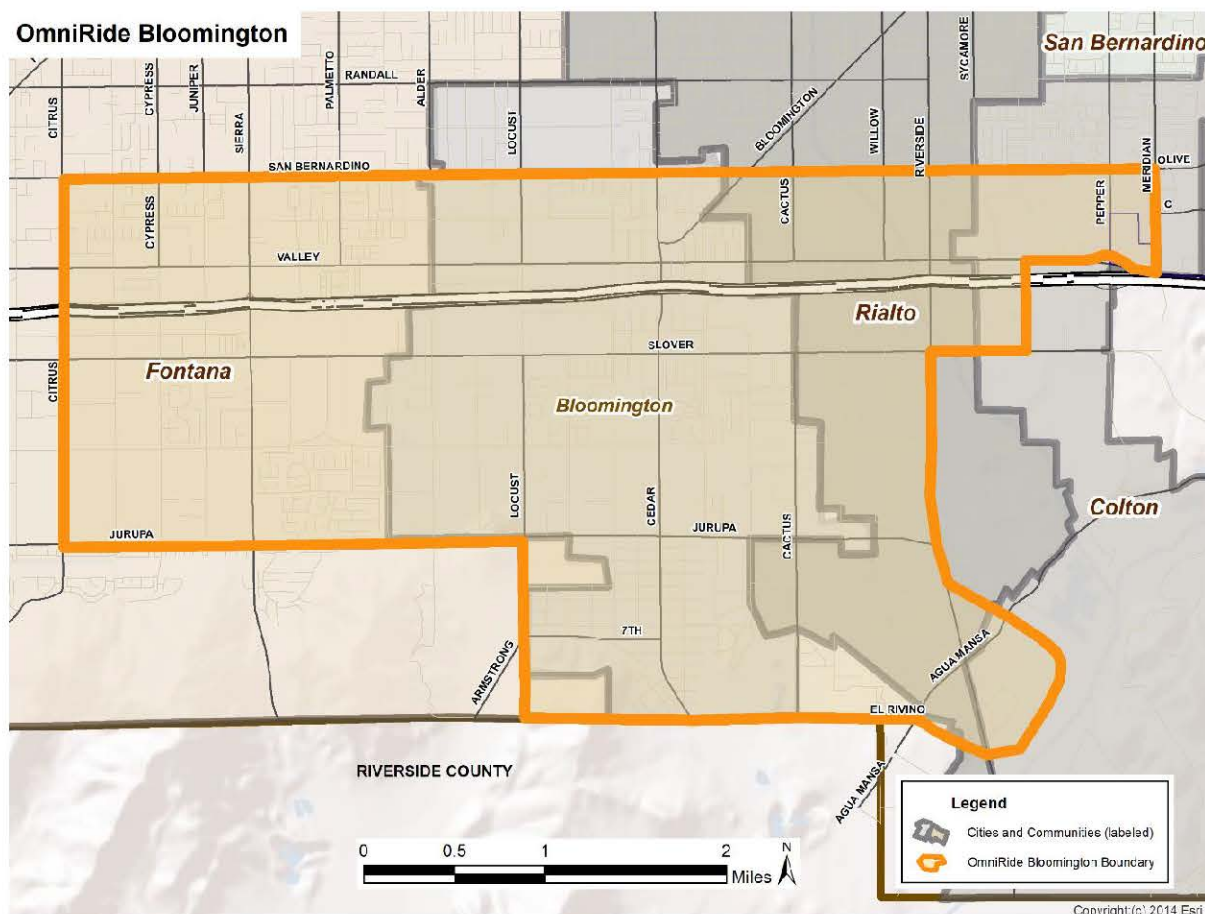 OmniRide Bloomington
San Bernardino
SYCAMORE
RANDALL
CYPRESS
JUNIPER
PALMETTO
ALDER
CITRUS
SIERRA
LOCUST
BLOOMINGTON
WILLOW
RIVERSIDE
MERIDIAN
OLIVE
SAN BERNARDINO
CYPRESS
CACTUS
PEPPER
C
VALLEY
Rialto
SLOVER
Fontana
CITRUS
Bloomington
LOCUST
CEDAR
Colton
JURUPA
JURUPA
CACTUS
7TH
ARMSTRONG
AGUA MANSA
EL RIVINO
RIVERSIDE COUNTY
AGUA MANSA
Legend
Cities and Communities (labeled)
OmniRide Bloomington Boundary
0 0.5 1 2
Miles
N
Copyright:(c) 2014 Esri